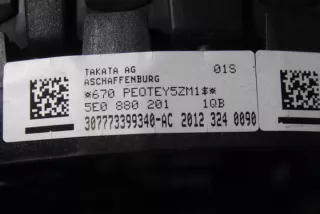 TAKATA AG 01S
ASCHAFFENBURG
*670 PEOTEY5ZM1$*
5E0 880 201 1QB
307773399340-AC 2012 324 0090